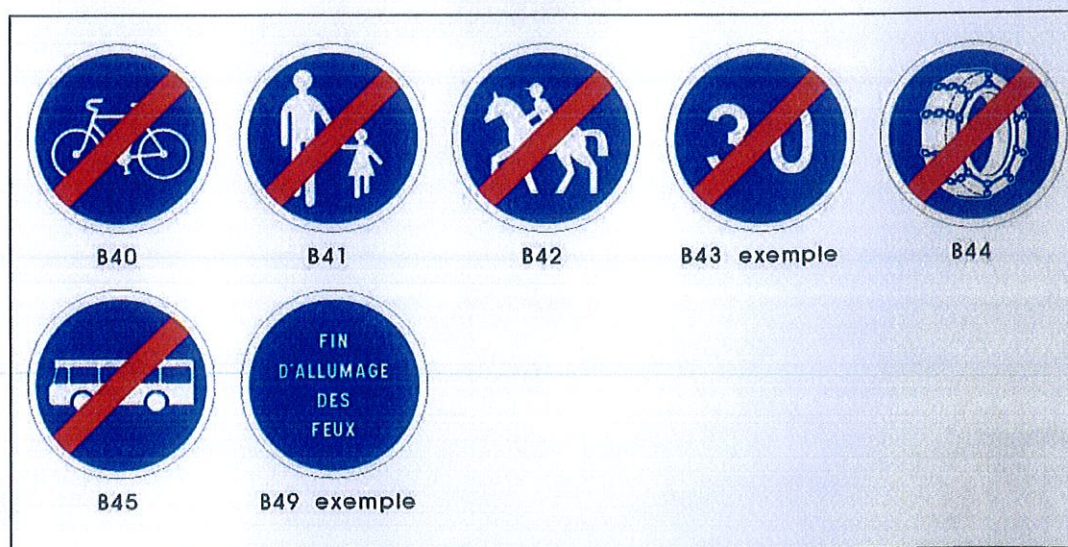 30
B40
B41
B42
B43 exemple
B44
FIN
D'ALLUMAGE
DES
FEUX
B45
B49 exemple